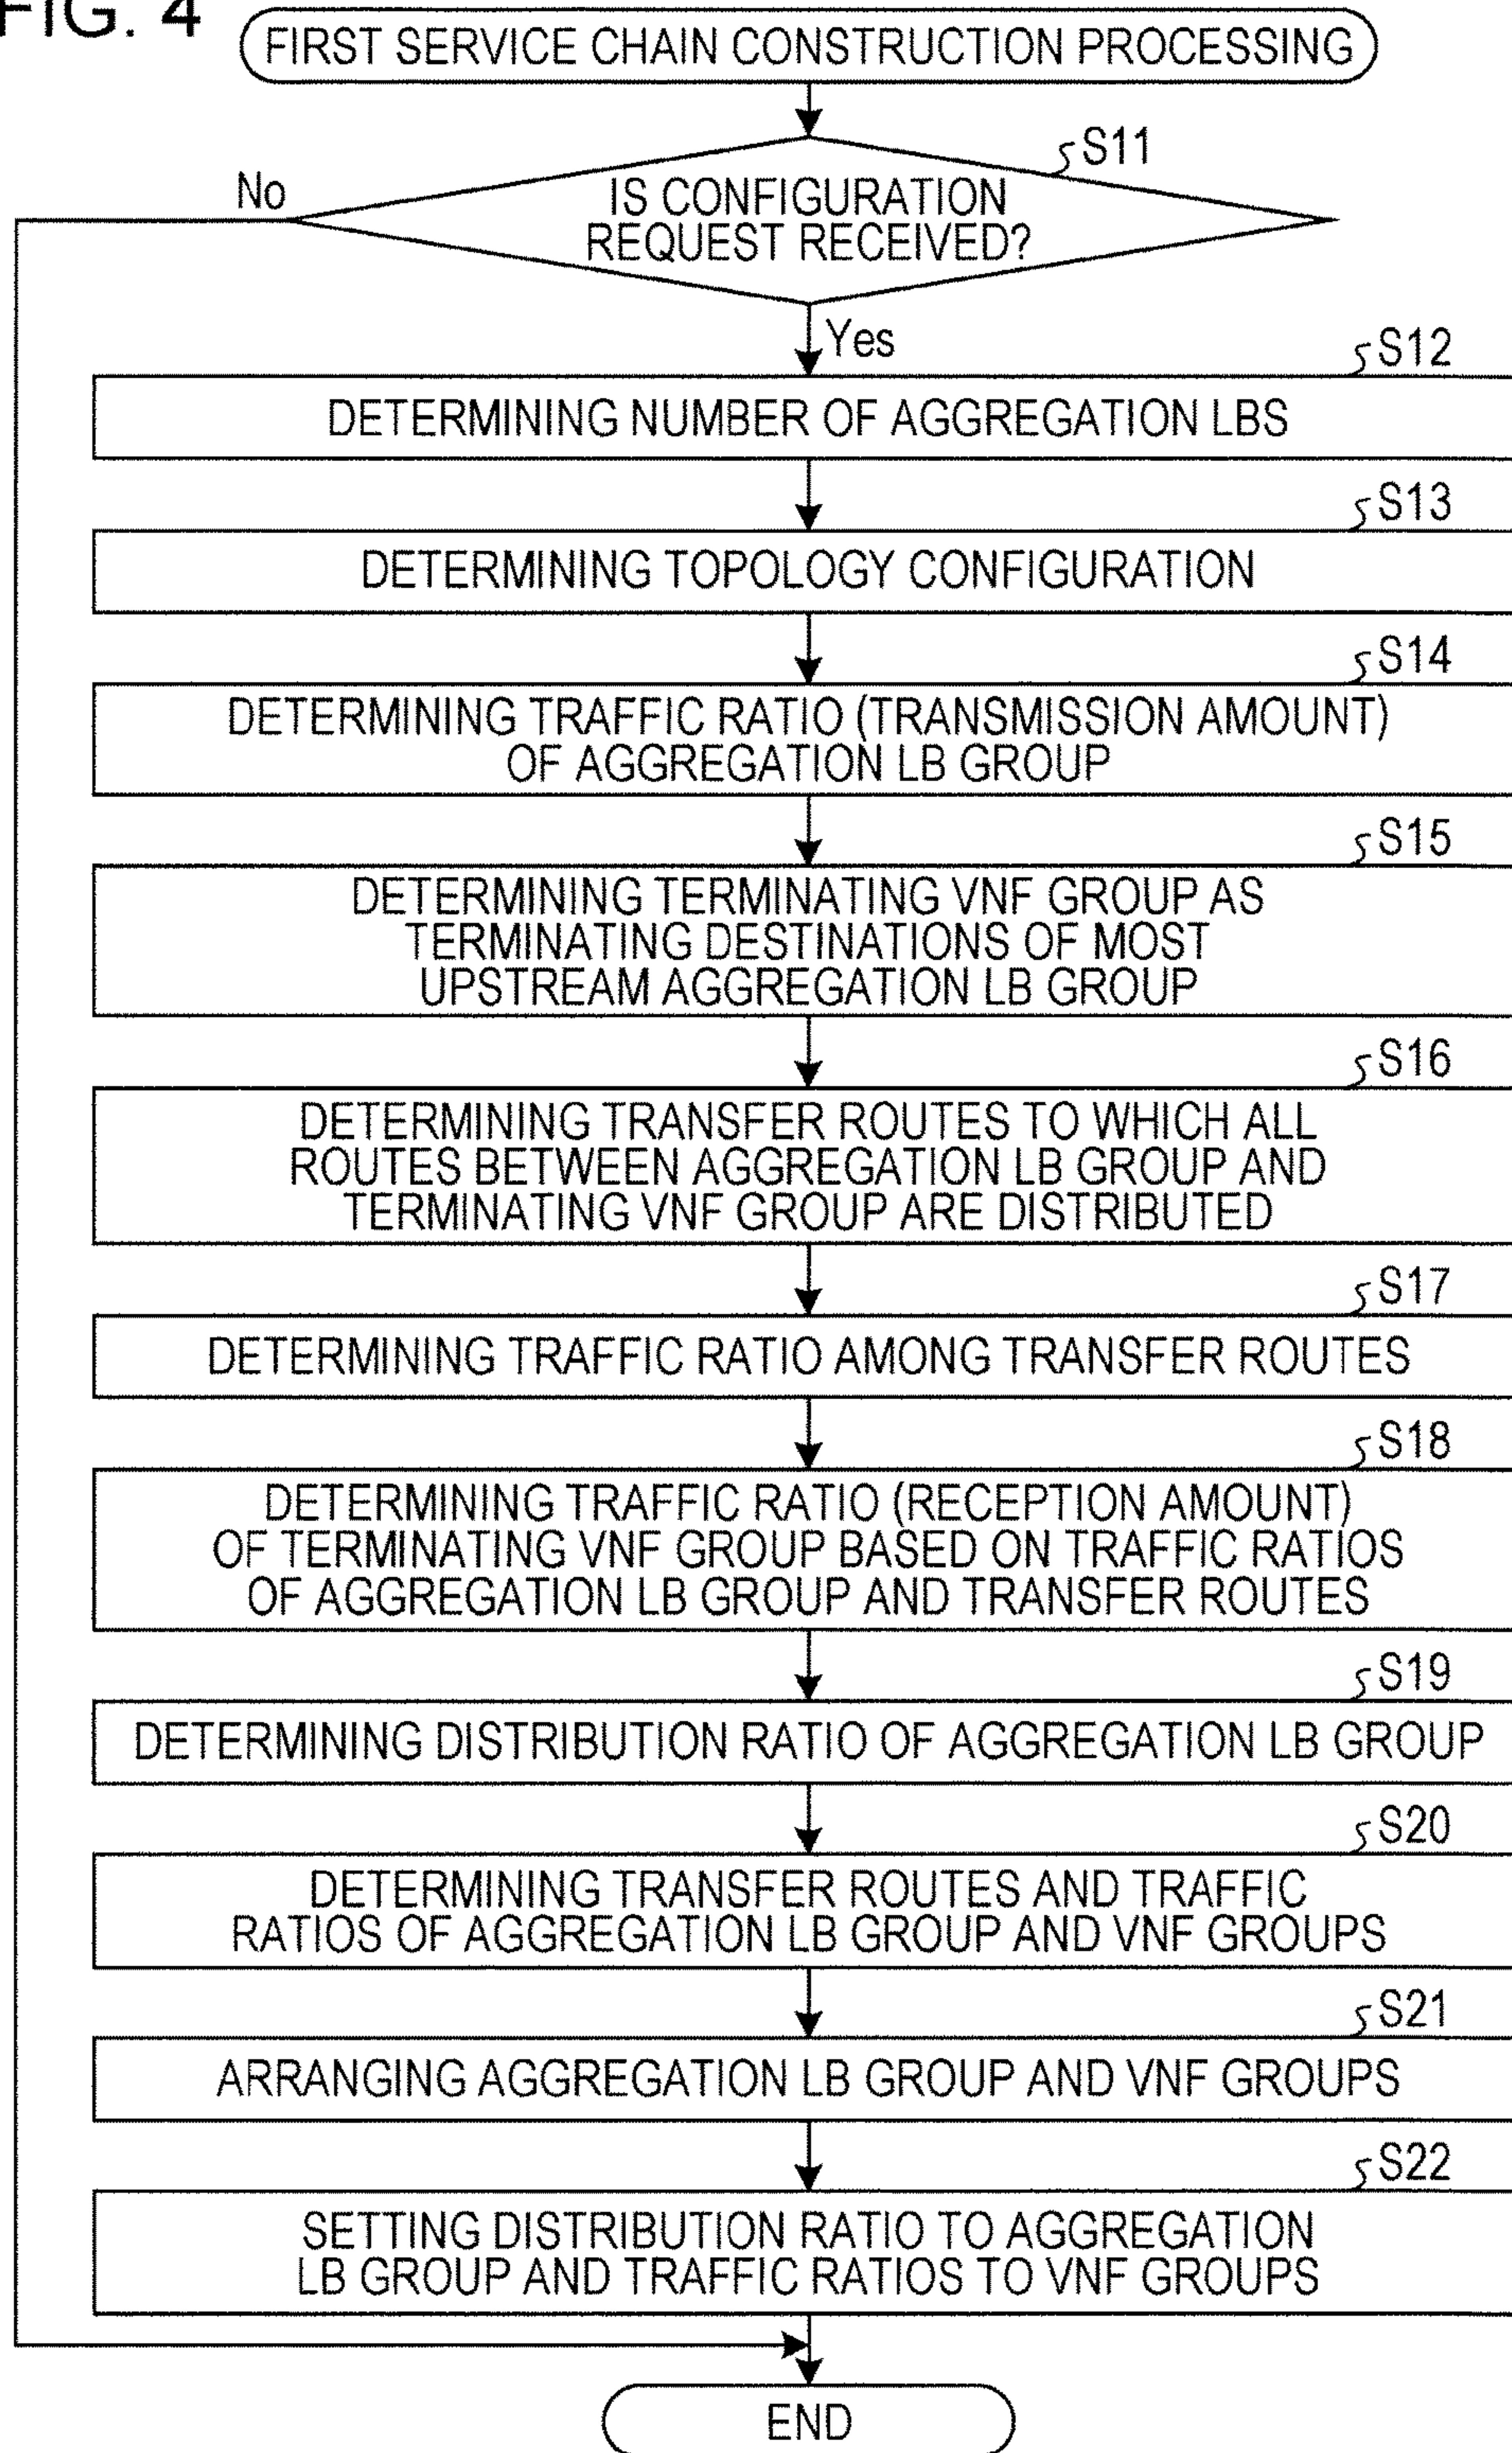 FIG. 4
FIRST SERVICE CHAIN CONSTRUCTION PROCESSING
S11
No
IS CONFIGURATION
REQUEST RECEIVED?
Yes
S12
DETERMINING NUMBER OF AGGREGATION LBS
S13
DETERMINING TOPOLOGY CONFIGURATION
S14
DETERMINING TRAFFIC RATIO (TRANSMISSION AMOUNT)
OF AGGREGATION LB GROUP
S15
DETERMINING TERMINATING VNF GROUP AS
TERMINATING DESTINATIONS OF MOST
UPSTREAM AGGREGATION LB GROUP
S16
DETERMINING TRANSFER ROUTES TO WHICH ALL
ROUTES BETWEEN AGGREGATION LB GROUP AND
TERMINATING VNF GROUP ARE DISTRIBUTED
S17
DETERMINING TRAFFIC RATIO AMONG TRANSFER ROUTES
S18
DETERMINING TRAFFIC RATIO (RECEPTION AMOUNT)
OF TERMINATING VNF GROUP BASED ON TRAFFIC RATIOS
OF AGGREGATION LB GROUP AND TRANSFER ROUTES
S19
DETERMINING DISTRIBUTION RATIO OF AGGREGATION LB GROUP
S20
DETERMINING TRANSFER ROUTES AND TRAFFIC
RATIOS OF AGGREGATION LB GROUP AND VNF GROUPS
S21
ARRANGING AGGREGATION LB GROUP AND VNF GROUPS
S22
SETTING DISTRIBUTION RATIO TO AGGREGATION
LB GROUP AND TRAFFIC RATIOS TO VNF GROUPS
END